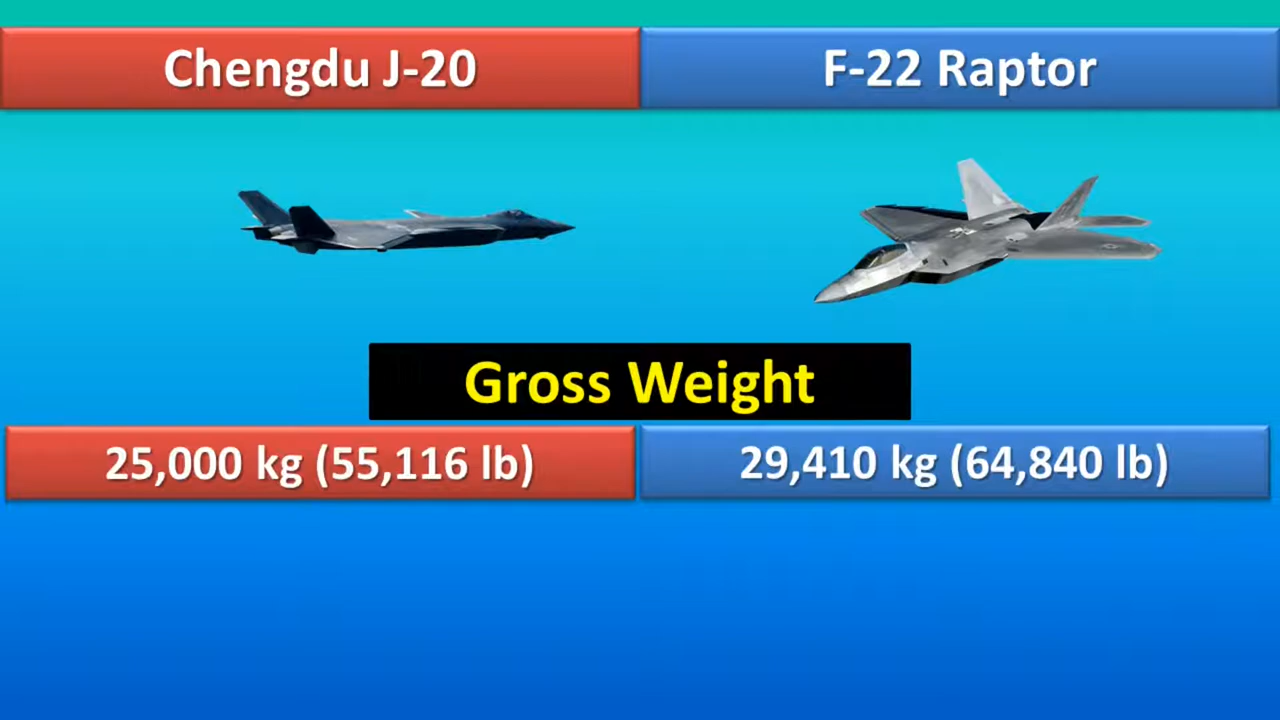 Chengdu J-20
F-22 Raptor
Gross Weight
25,000 kg (55,116 lb)
29,410 kg (64,840 lb)